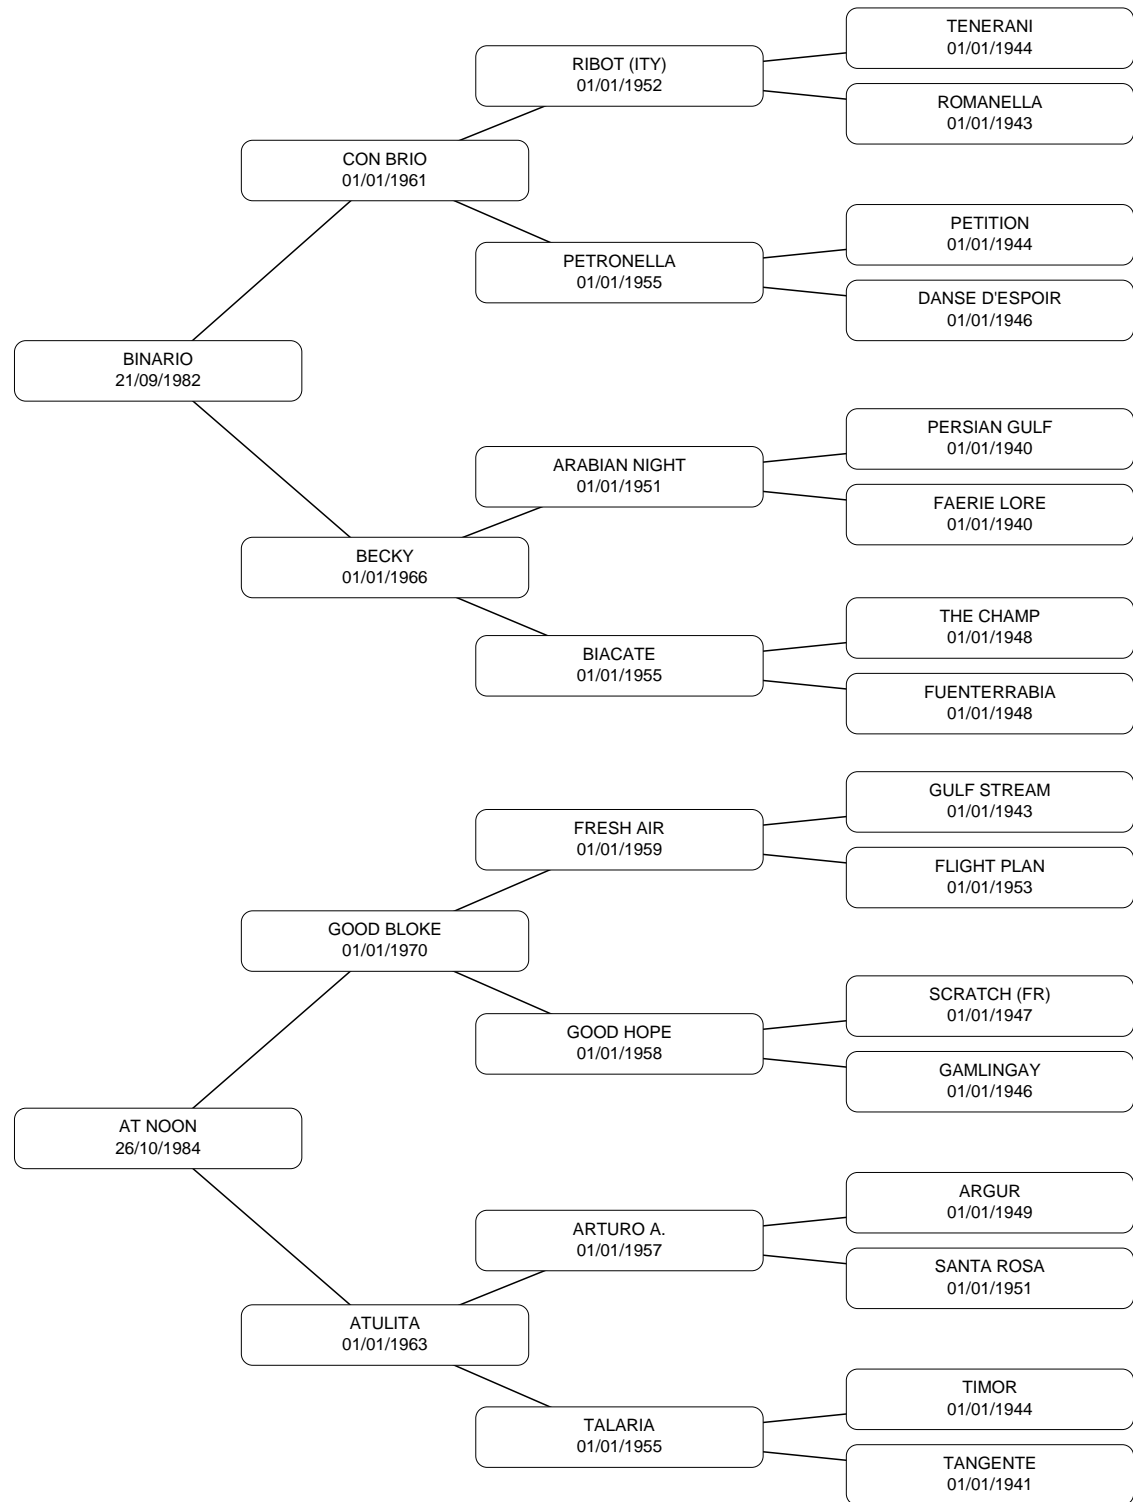 TENERANI
01/01/1944
RIBOT (ITY)
01/01/1952
ROMANELLA
01/01/1943
CON BRIO
01/01/1961
PETITION
01/01/1944
PETRONELLA
01/01/1955
DANSE D'ESPOIR
01/01/1946
BINARIO
21/09/1982
PERSIAN GULF
01/01/1940
ARABIAN NIGHT
01/01/1951
FAERIE LORE
01/01/1940
BECKY
01/01/1966
THE CHAMP
01/01/1948
BIACATE
01/01/1955
FUENTERRABIA
01/01/1948
GULF STREAM
01/01/1943
FRESH AIR
01/01/1959
FLIGHT PLAN
01/01/1953
GOOD BLOKE
01/01/1970
SCRATCH (FR)
01/01/1947
GOOD HOPE
01/01/1958
GAMLINGAY
01/01/1946
AT NOON
26/10/1984
ARGUR
01/01/1949
ARTURO A.
01/01/1957
SANTA ROSA
01/01/1951
ATULITA
01/01/1963
TIMOR
01/01/1944
TALARIA
01/01/1955
TANGENTE
01/01/1941